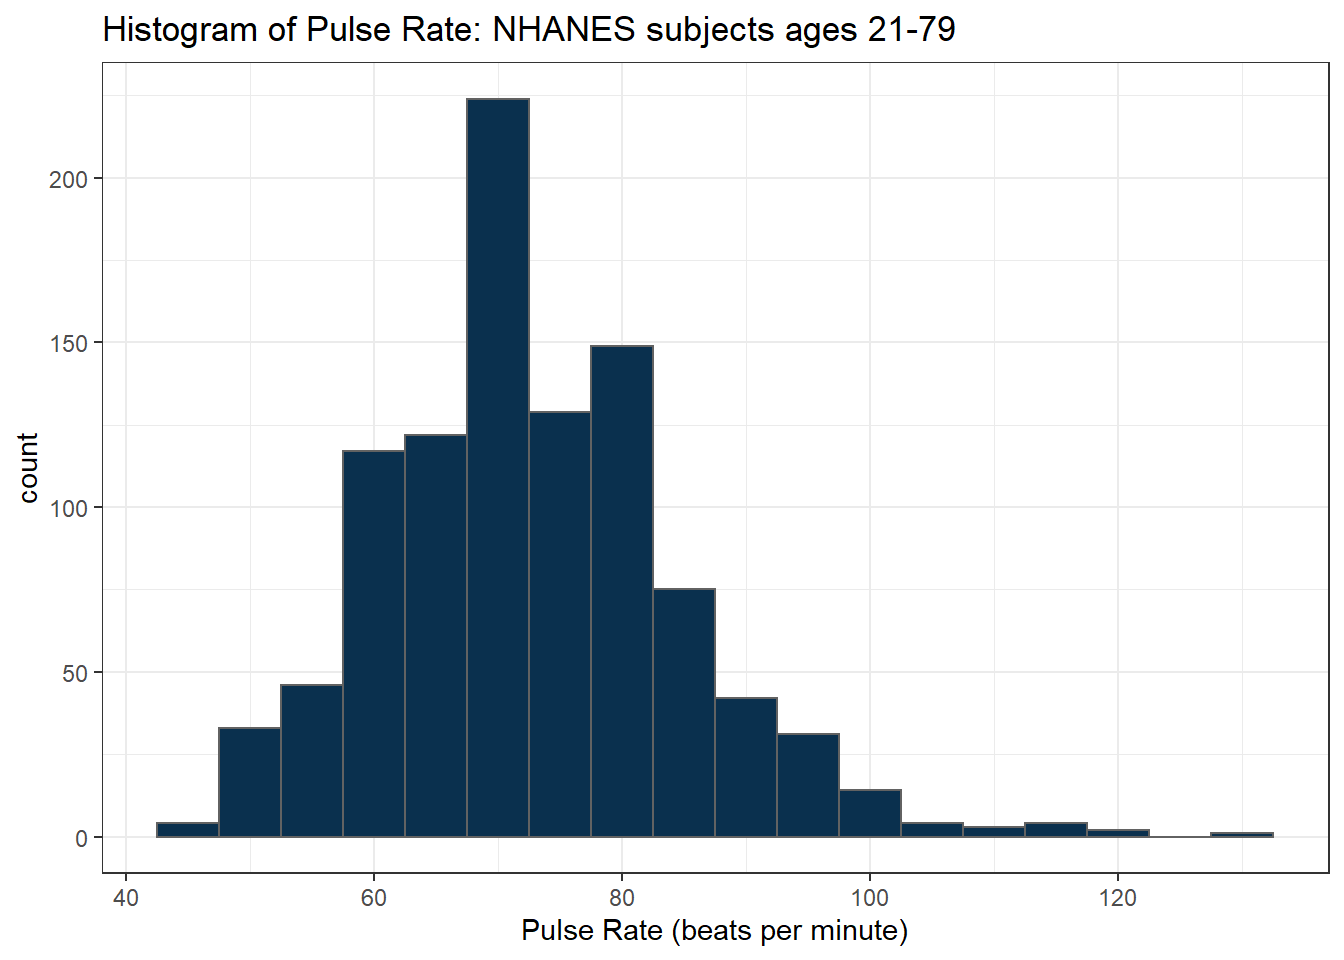 Histogram of Pulse Rate: NHANES subjects ages 21-79
200
150
100
50
0
count
40 60 80 100 120
Pulse Rate (beats per minute)